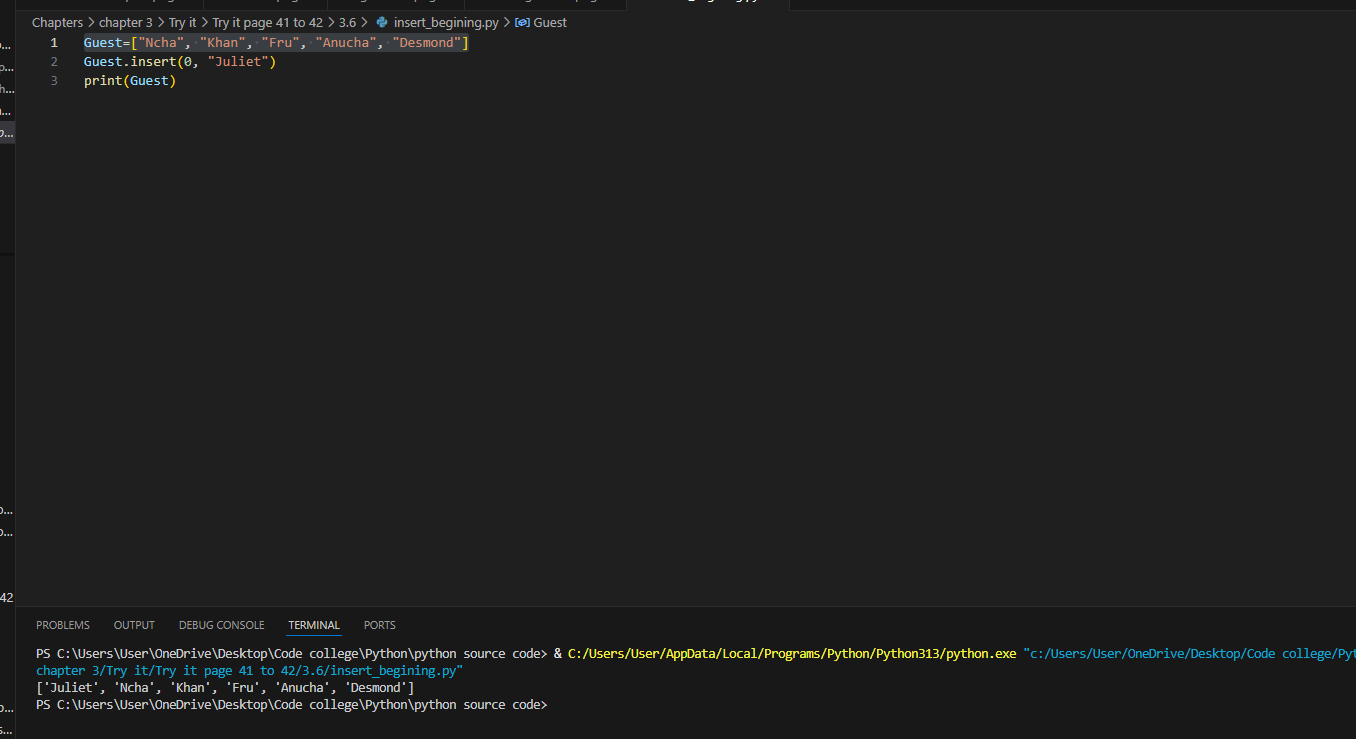 Chapters > chapter 3 > Try it > Try it page 41 to 42 > 3.6 > insert_begining.py > Guest
1 Guest=["Ncha", "Khan", "Fru", "Anucha", "Desmond"]
2 Guest.insert(0, "Juliet")
3 print(Guest)
42
PROBLEMS OUTPUT DEBUG CONSOLE TERMINAL PORTS
PS C:\Users\User\OneDrive\Desktop\Code college\Python\python source code> & C:/Users/User/AppData/Local/Programs/Python/Python313/python.exe "c:/Users/User/OneDrive/Desktop/Code college/Pyt
chapter 3/Try it/Try it page 41 to 42/3.6/insert_begining.py"
['Juliet', 'Ncha', 'Khan', 'Fru', 'Anucha', 'Desmond']
PS C:\Users\User\OneDrive\Desktop\Code college\Python\python source code>